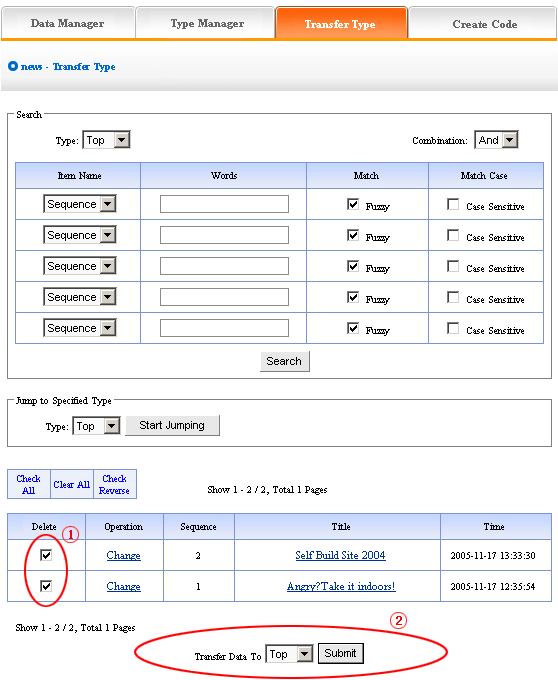 Data Manager Type Manager Transfer Type Create Code
news - Transfer Type
Search
Type: Top Combination: And
Item Name Words Match Match Case
Sequence Fuzzy Case Sensitive
Sequence Fuzzy Case Sensitive
Sequence Fuzzy Case Sensitive
Sequence Fuzzy Case Sensitive
Sequence Fuzzy Case Sensitive
Search
Jump to Specified Type
Type: Top Start Jumping
Check All Clear All Check Reverse Show 1 - 2 / 2, Total 1 Pages
Delete Operation Sequence Title Time
①
Change 2 Self Build Site 2004 2005-11-17 13:33:30
Change 1 Angry?Take it indoors! 2005-11-17 12:35:54
Show 1 - 2 / 2, Total 1 Pages
②
Transfer Data To Top Submit